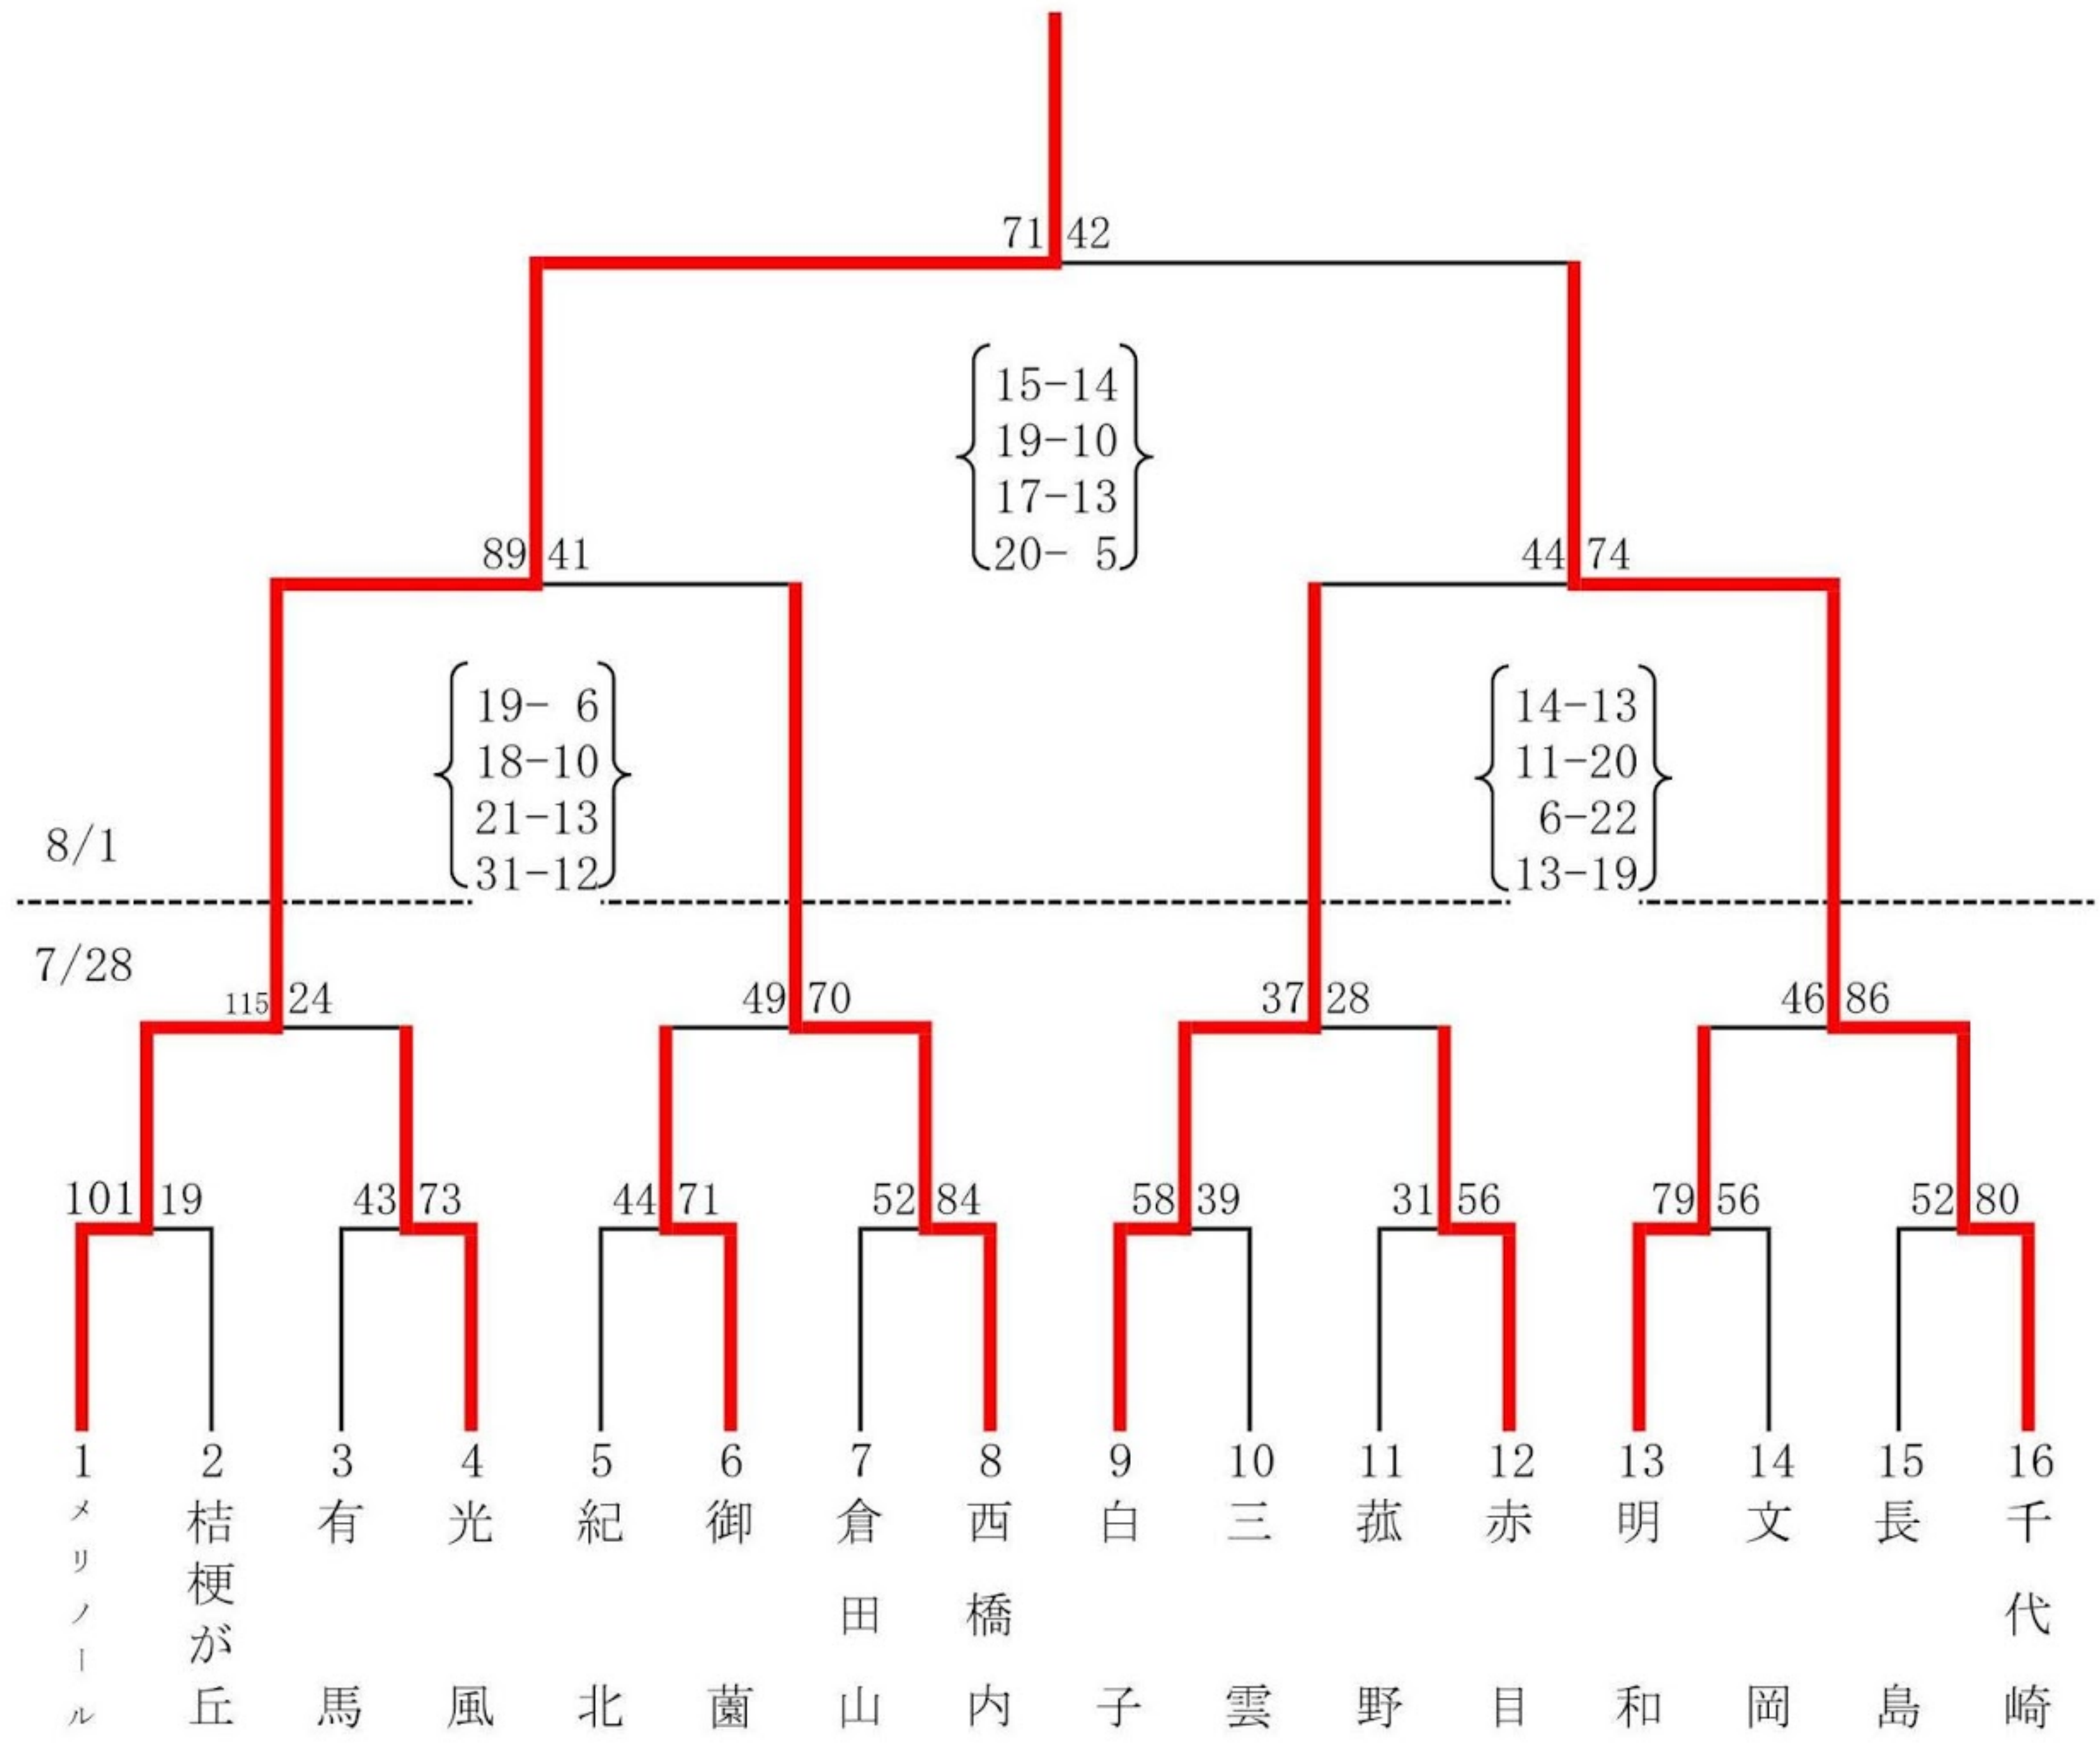 71 42
15-14
19-10
17-13
20- 5
89 41
44 74
19- 6
18-10
21-13
31-12
14-13
11-20
6-22
13-19
8/1
7/28
115 24
49 70
37 28
46 86
101 19
43 73
44 71
52 84
58 39
31 56
79 56
52 80
1 2 3 4 5 6 7 8 9 10 11 12 13 14 15 16
メリノール
桔梗が丘
有馬
光風
紀北
御薗
倉田山
西橋内
白子
三雲
菰野
赤目
明和
文岡
長島
千代崎